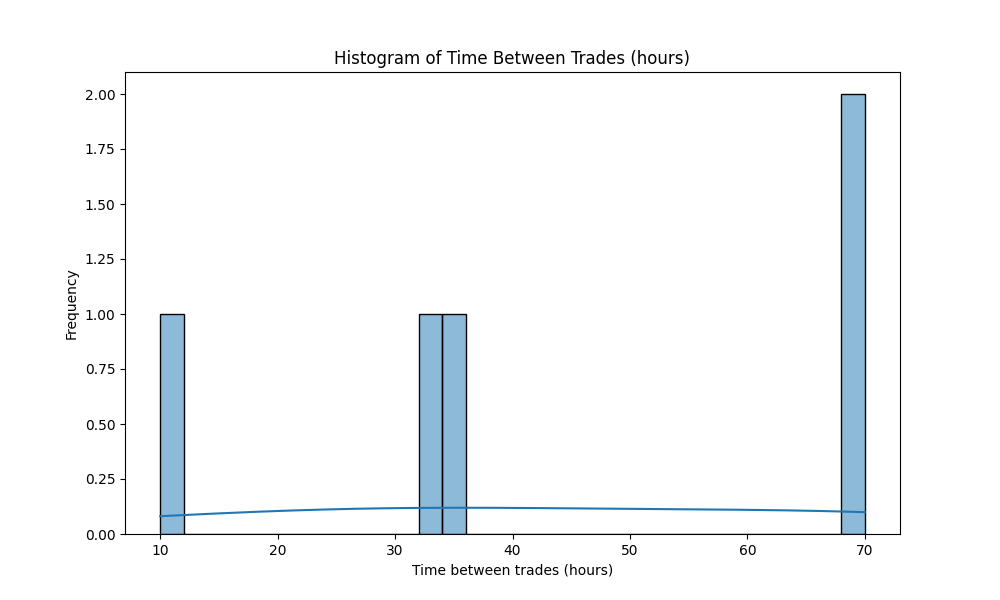 Histogram of Time Between Trades (hours)
2.00
1.75
1.50
1.25
1.00
0.75
0.50
0.25
0.00
Frequency
10 20 30 40 50 60 70
Time between trades (hours)